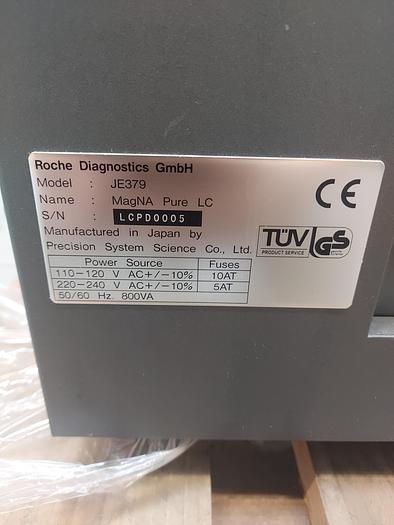 Roche Diagnostics GmbH
Model : JE379
Name : MagNA Pure LC
S/N : LCPD0005
Manufactured in Japan by
Precision System Science Co., Ltd.
CE
TÜV
PRODUCT SERVICE
GS
Power Source Fuses
110-120 V AC+/-10% 10AT
220-240 V AC+/-10% 5AT
50/60 Hz. 800VA